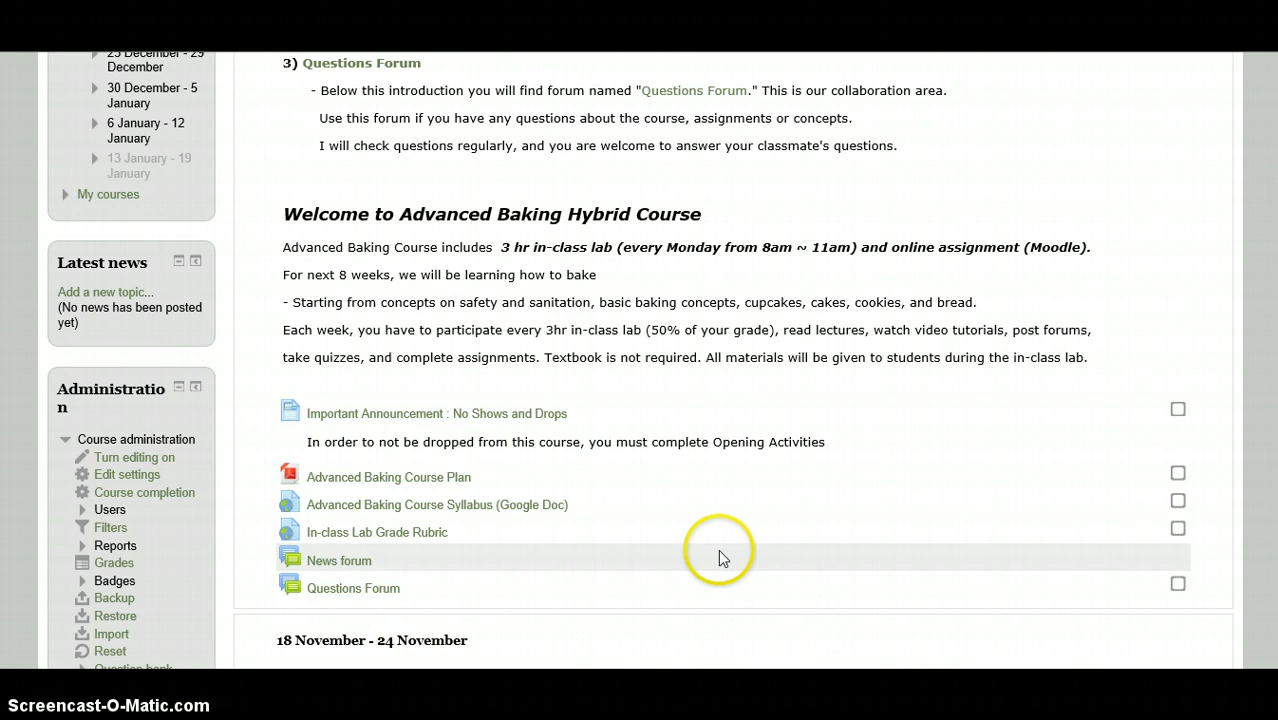 25 December - 29
December
30 December - 5
January
6 January - 12
January
13 January - 19
January
My courses
Latest news
Add a new topic...
(No news has been posted
yet)
Administratio
n
Course administration
Turn editing on
Edit settings
Course completion
Users
Filters
Reports
Grades
Badges
Backup
Restore
Import
Reset
Question bank
3) Questions Forum
- Below this introduction you will find forum named "Questions Forum." This is our collaboration area.
Use this forum if you have any questions about the course, assignments or concepts.
I will check questions regularly, and you are welcome to answer your classmate's questions.
Welcome to Advanced Baking Hybrid Course
Advanced Baking Course includes 3 hr in-class lab (every Monday from 8am ~ 11am) and online assignment (Moodle).
For next 8 weeks, we will be learning how to bake
- Starting from concepts on safety and sanitation, basic baking concepts, cupcakes, cakes, cookies, and bread.
Each week, you have to participate every 3hr in-class lab (50% of your grade), read lectures, watch video tutorials, post forums,
take quizzes, and complete assignments. Textbook is not required. All materials will be given to students during the in-class lab.
Important Announcement : No Shows and Drops
In order to not be dropped from this course, you must complete Opening Activities
Advanced Baking Course Plan
Advanced Baking Course Syllabus (Google Doc)
In-class Lab Grade Rubric
News forum
Questions Forum
18 November - 24 November
Screencast-O-Matic.com